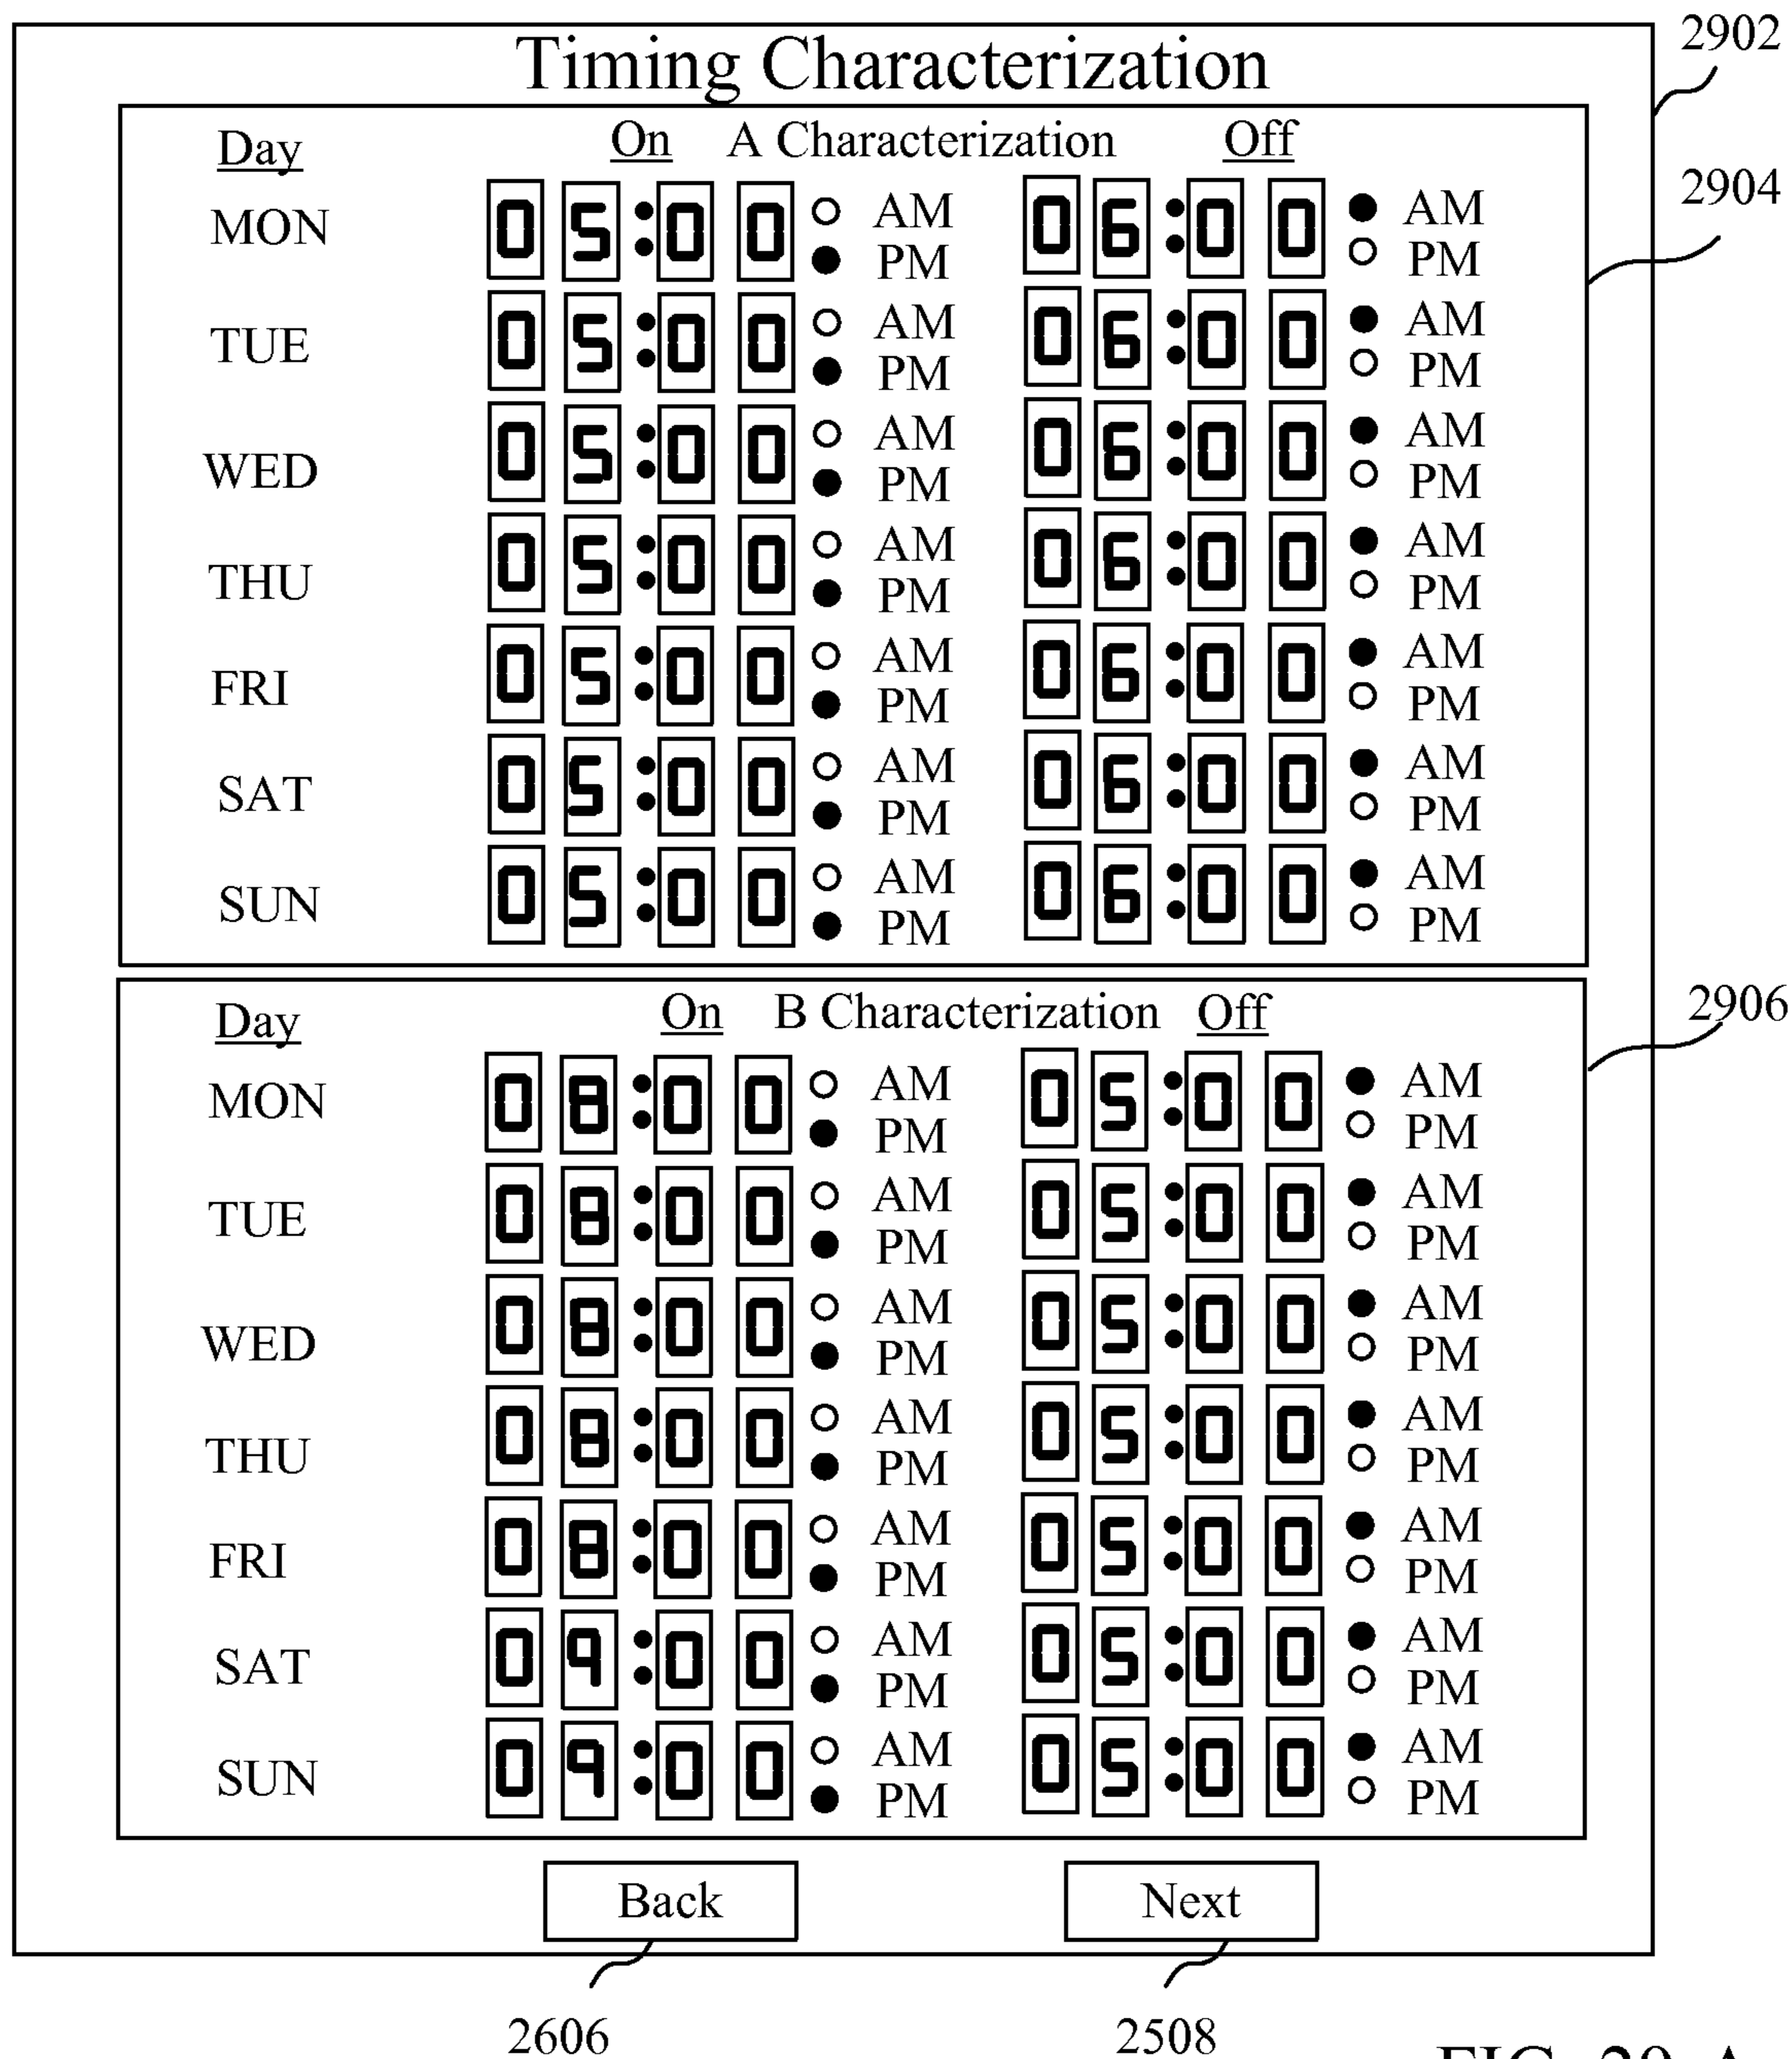 2902
Timing Characterization
2904
Day On A Characterization Off
MON 05:00 AM PM 06:00 AM PM
TUE 05:00 AM PM 06:00 AM PM
WED 05:00 AM PM 06:00 AM PM
THU 05:00 AM PM 06:00 AM PM
FRI 05:00 AM PM 06:00 AM PM
SAT 05:00 AM PM 06:00 AM PM
SUN 05:00 AM PM 06:00 AM PM
2906
Day On B Characterization Off
MON 08:00 AM PM 05:00 AM PM
TUE 08:00 AM PM 05:00 AM PM
WED 08:00 AM PM 05:00 AM PM
THU 08:00 AM PM 05:00 AM PM
FRI 08:00 AM PM 05:00 AM PM
SAT 09:00 AM PM 05:00 AM PM
SUN 09:00 AM PM 05:00 AM PM
Back Next
2606 2508